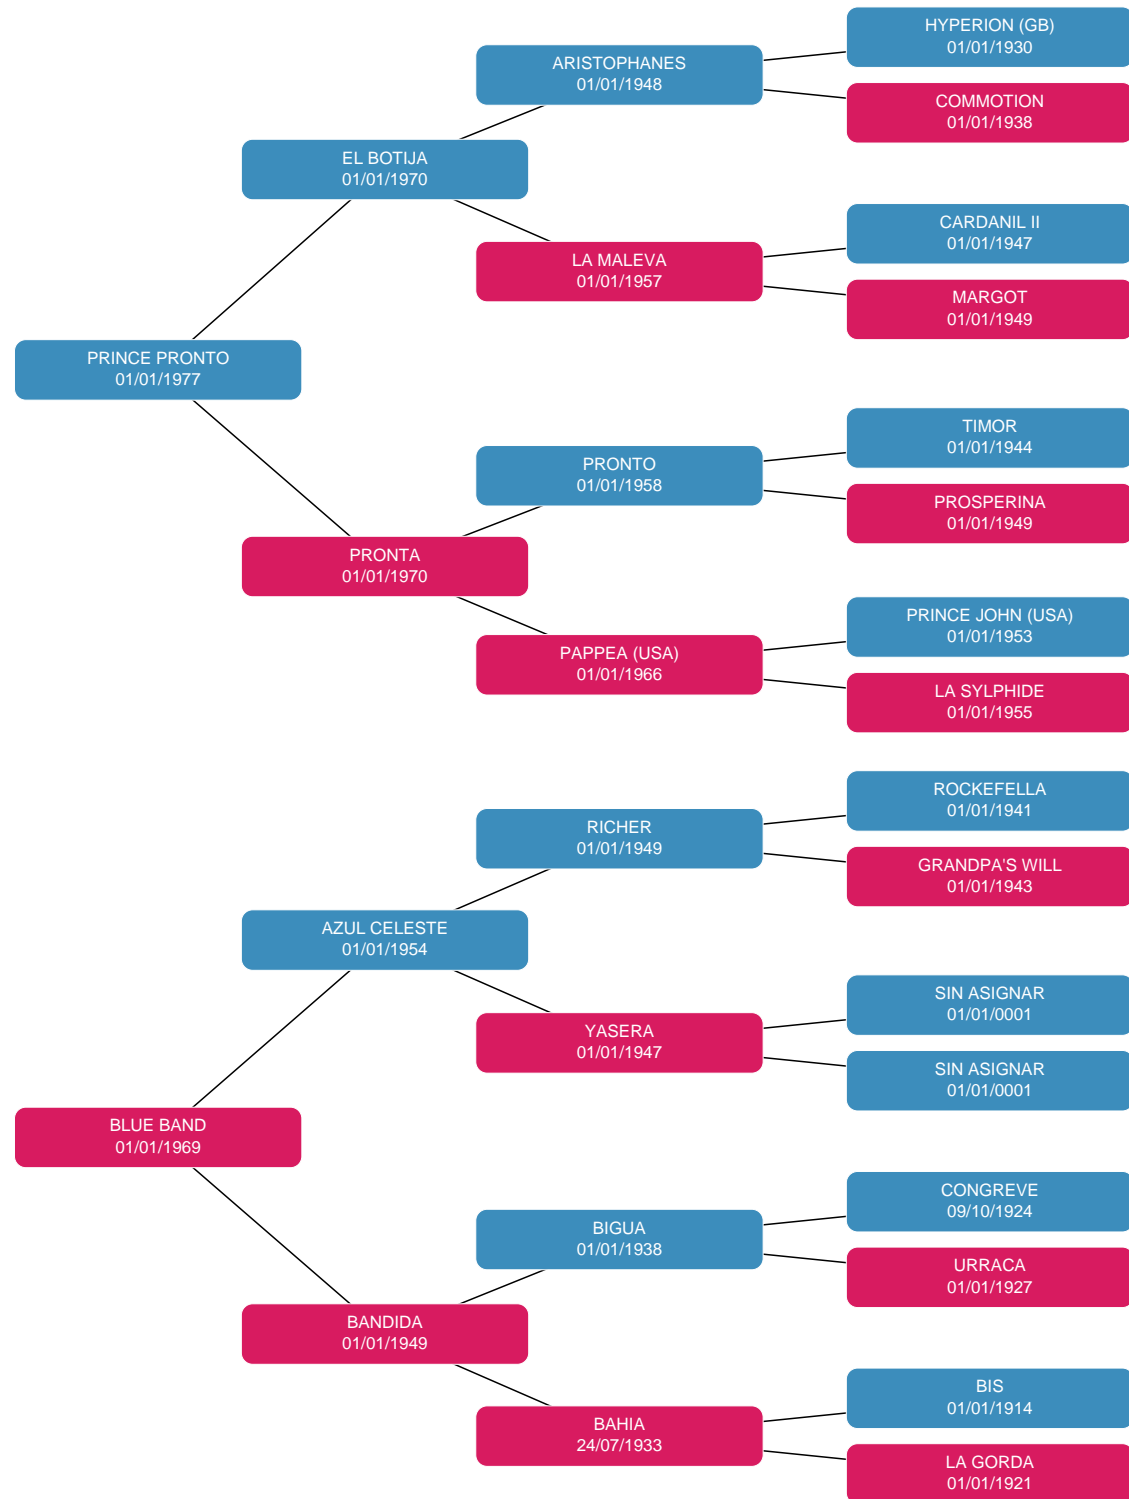 HYPERION (GB)
01/01/1930
ARISTOPHANES
01/01/1948
COMMOTION
01/01/1938
EL BOTIJA
01/01/1970
CARDANIL II
01/01/1947
LA MALEVA
01/01/1957
MARGOT
01/01/1949
PRINCE PRONTO
01/01/1977
TIMOR
01/01/1944
PRONTO
01/01/1958
PROSPERINA
01/01/1949
PRONTA
01/01/1970
PRINCE JOHN (USA)
01/01/1953
PAPPEA (USA)
01/01/1966
LA SYLPHIDE
01/01/1955
ROCKEFELLA
01/01/1941
RICHER
01/01/1949
GRANDPA'S WILL
01/01/1943
AZUL CELESTE
01/01/1954
SIN ASIGNAR
01/01/0001
YASERA
01/01/1947
SIN ASIGNAR
01/01/0001
BLUE BAND
01/01/1969
CONGREVE
09/10/1924
BIGUA
01/01/1938
URRACA
01/01/1927
BANDIDA
01/01/1949
BIS
01/01/1914
BAHIA
24/07/1933
LA GORDA
01/01/1921